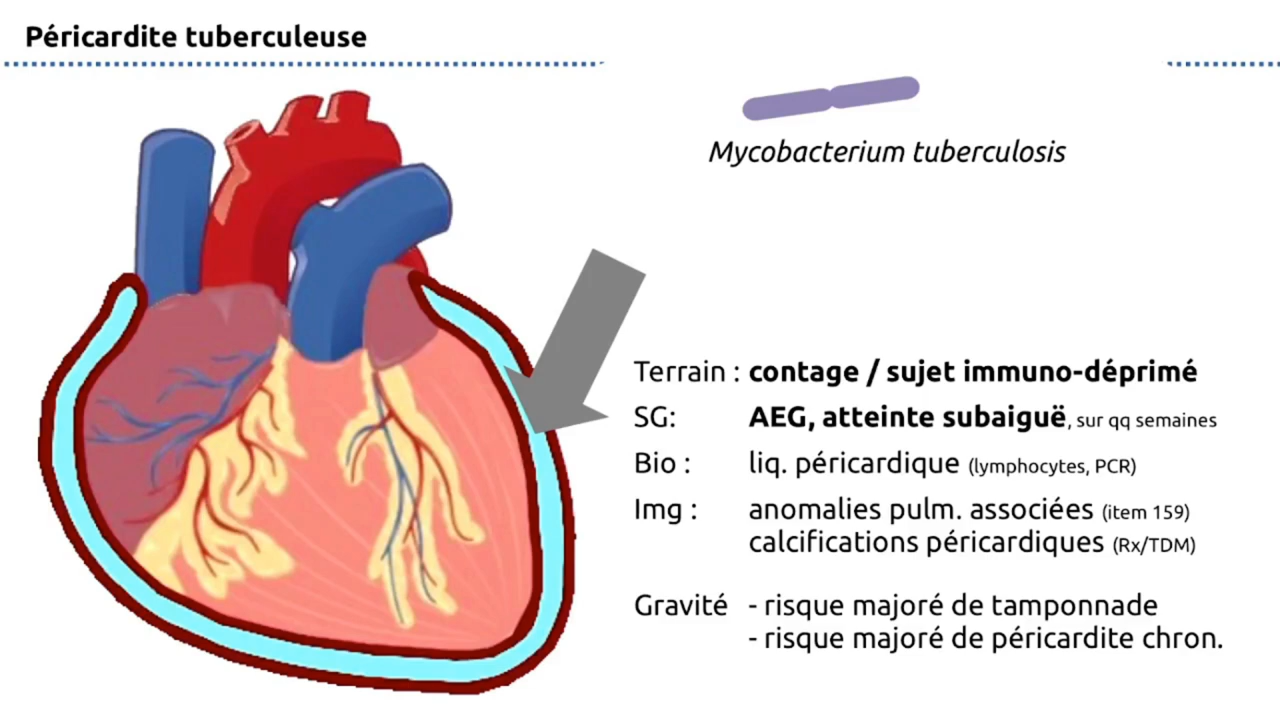 Péricardite tuberculeuse
Mycobacterium tuberculosis
Terrain : contage / sujet immuno-déprimé
SG: AEG, atteinte subaiguë, sur qq semaines
Bio : liq. péricardique (lymphocytes, PCR)
Img : anomalies pulm. associées (item 159)
calcifications péricardiques (Rx/TDM)
Gravité - risque majoré de tamponnade
- risque majoré de péricardite chron.